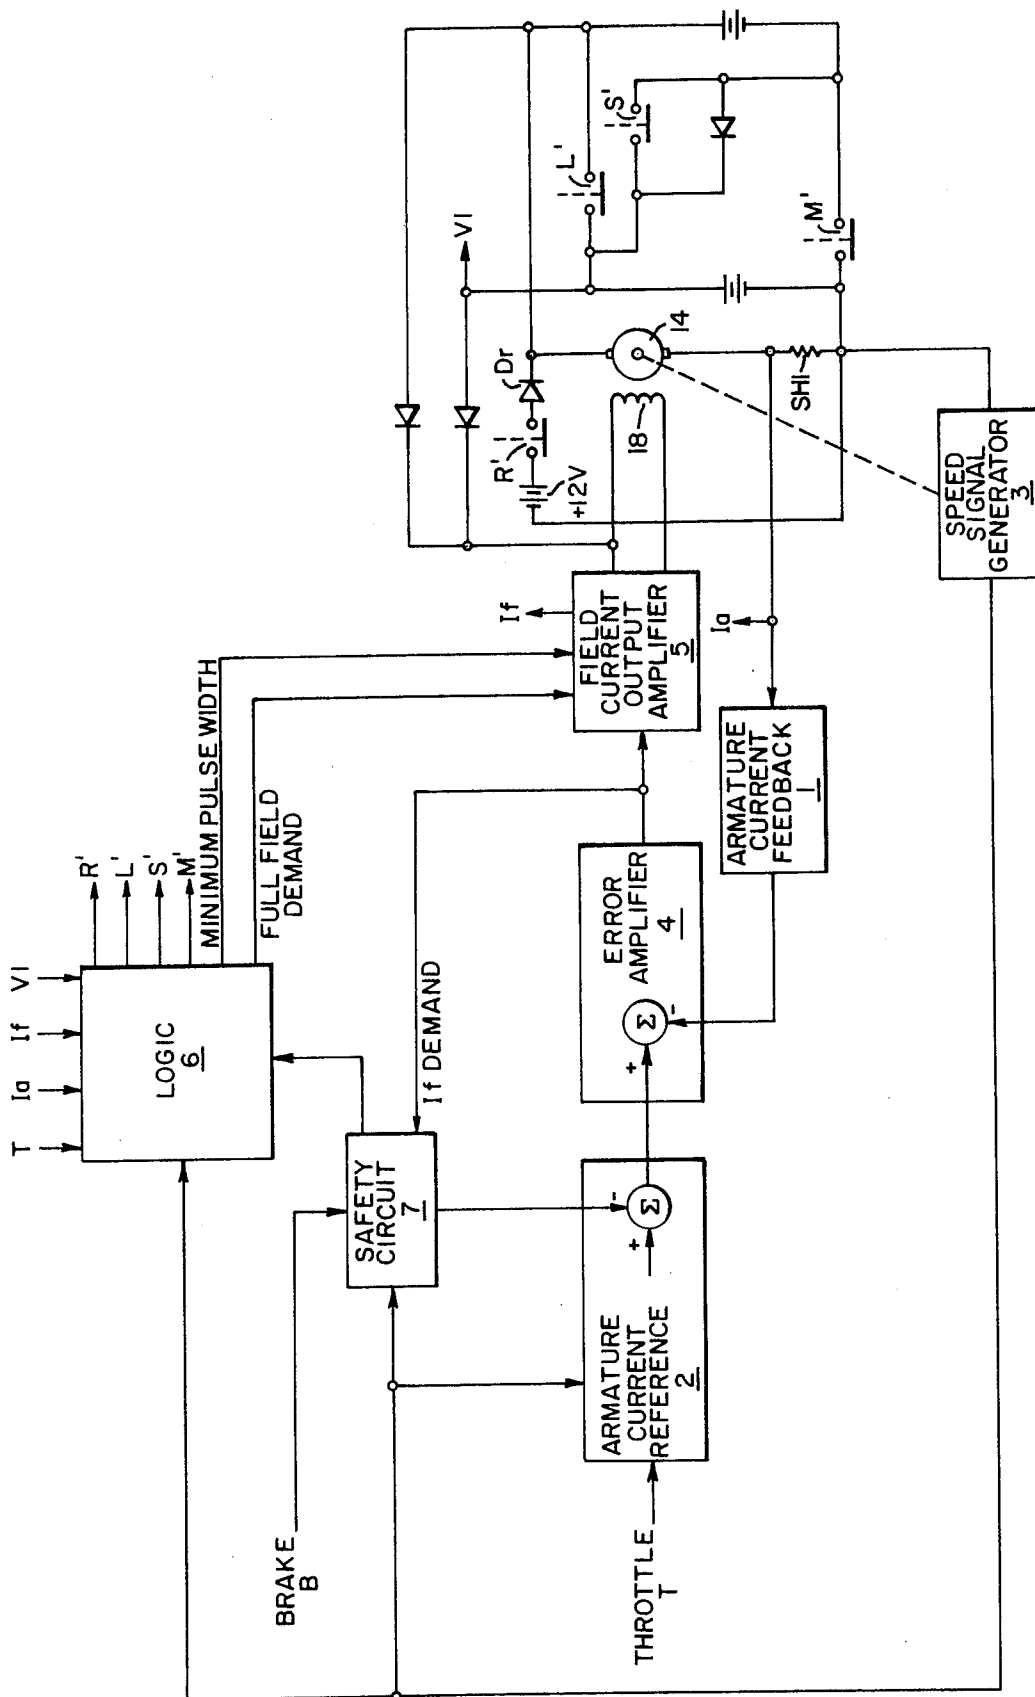 T
Ia
If
V1
LOGIC
6
R'
L'
S'
M'
MINIMUM PULSE WIDTH
FULL FIELD
DEMAND
BRAKE
B
SAFETY
CIRCUIT
7
If DEMAND
THROTTLE
T
ARMATURE
CURRENT
REFERENCE
2
+
-
Σ
ERROR
AMPLIFIER
4
+
-
Σ
FIELD
CURRENT
OUTPUT
AMPLIFIER
5
If
ARMATURE
CURRENT
FEEDBACK
1
Ia
SPEED
SIGNAL
GENERATOR
3
R'
Dr
+12V
18
14
SH1
V1
L'
S'
M'